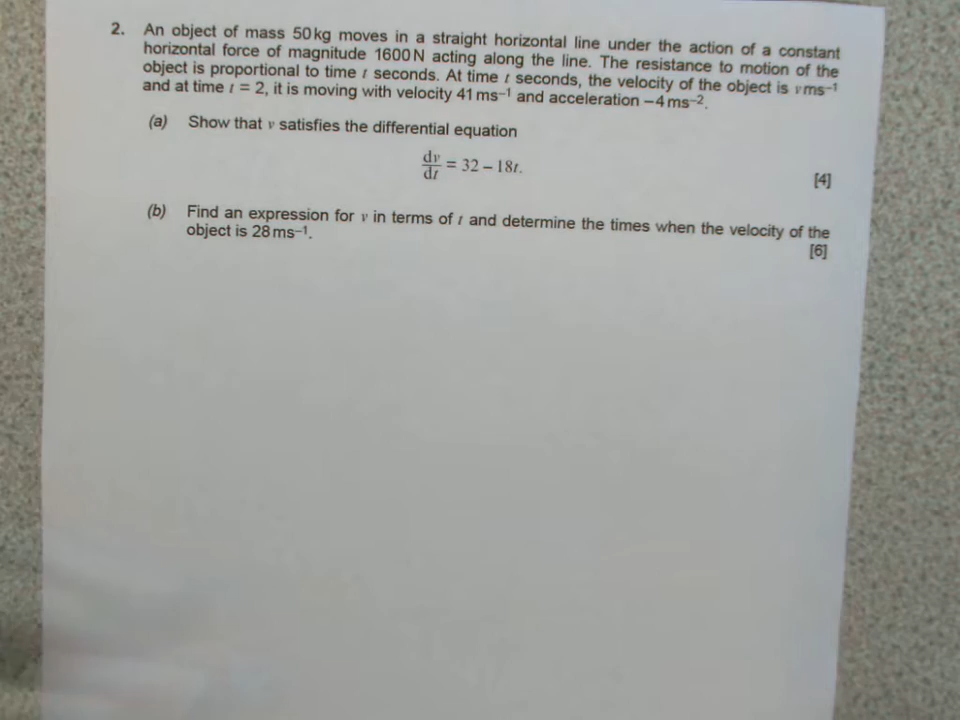 2. An object of mass 50 kg moves in a straight horizontal line under the action of a constant
horizontal force of magnitude 1600 N acting along the line. The resistance to motion of the
object is proportional to time t seconds. At time t seconds, the velocity of the object is v ms⁻¹
and at time t = 2, it is moving with velocity 41 ms⁻¹ and acceleration −4 ms⁻².
(a) Show that v satisfies the differential equation
dv/dt = 32 − 18t.
[4]
(b) Find an expression for v in terms of t and determine the times when the velocity of the
object is 28 ms⁻¹.
[6]